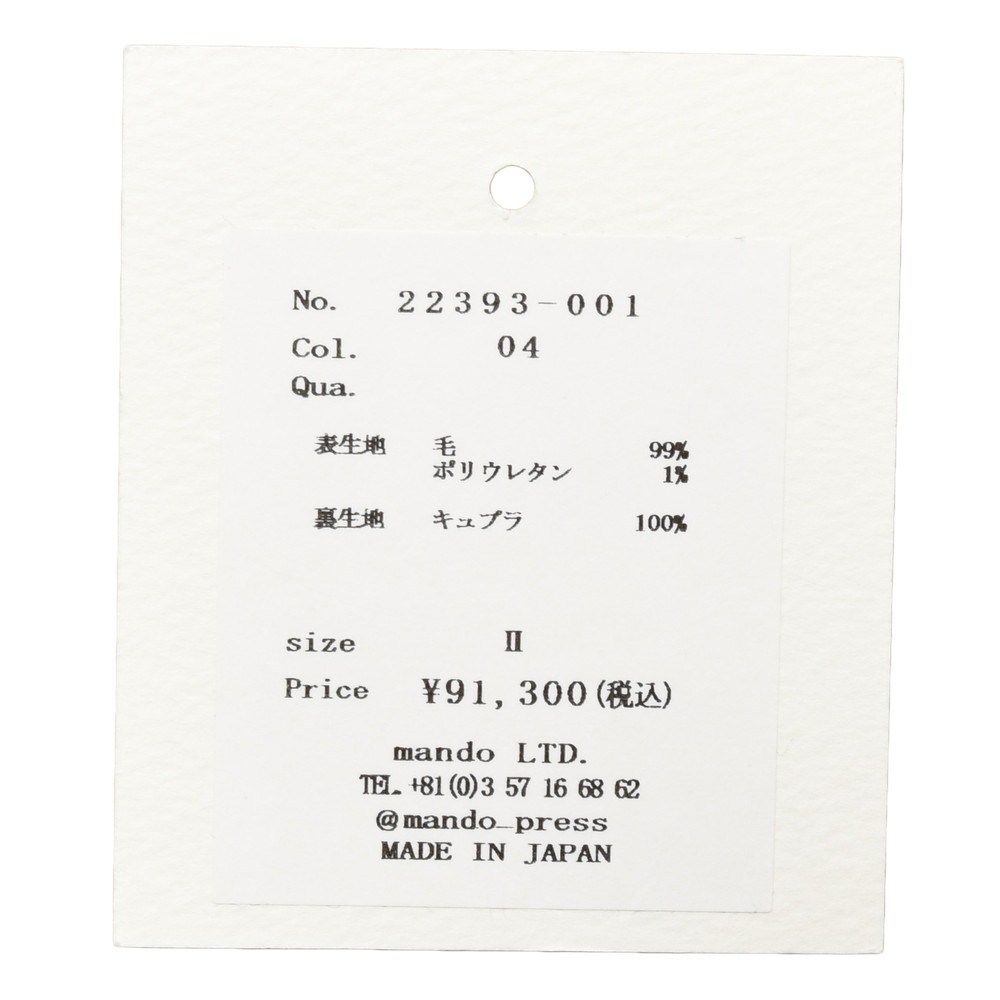 No. 22393-001
Col. 04
Qua.
表生地 毛 99%
ポリウレタン 1%
裏生地 キュプラ 100%
size Ⅱ
Price ¥91,300(税込)
mando LTD.
TEL. +81(0)3 57 16 68 62
@mando_press
MADE IN JAPAN